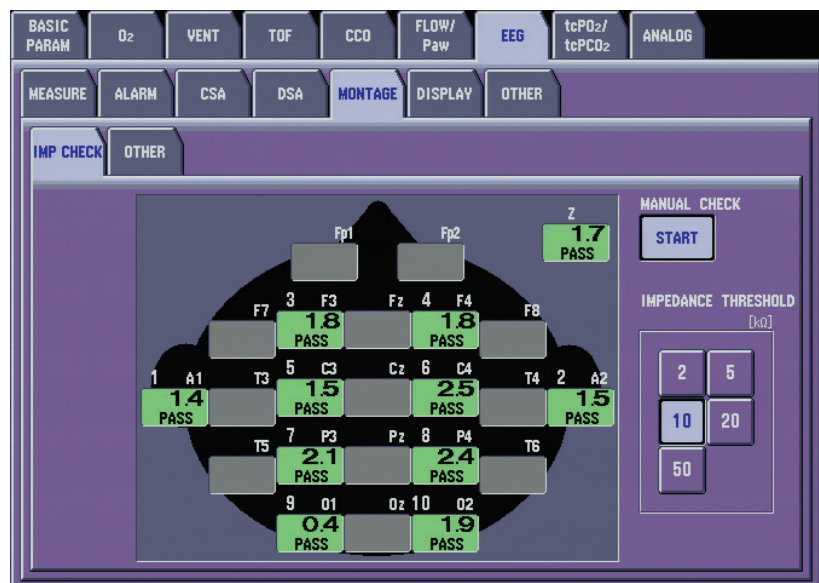 BASIC PARAM O2 VENT TOF CCO FLOW/ Paw EEG tcPO2/ tcPCO2 ANALOG
MEASURE ALARM CSA DSA MONTAGE DISPLAY OTHER
IMP CHECK OTHER
Z
1.7
PASS
MANUAL CHECK
START
Fp1 Fp2
IMPEDANCE THRESHOLD
[kΩ]
2 5
10 20
50
F7 3 F3 Fz 4 F4 F8
1.8 1.8
PASS PASS
1 A1 T3 5 C3 Cz 6 C4 T4 2 A2
1.4 1.5 2.5 1.5
PASS PASS PASS PASS
T5 7 P3 Pz 8 P4 T6
2.1 2.4
PASS PASS
9 O1 Oz 10 O2
0.4 1.9
PASS PASS